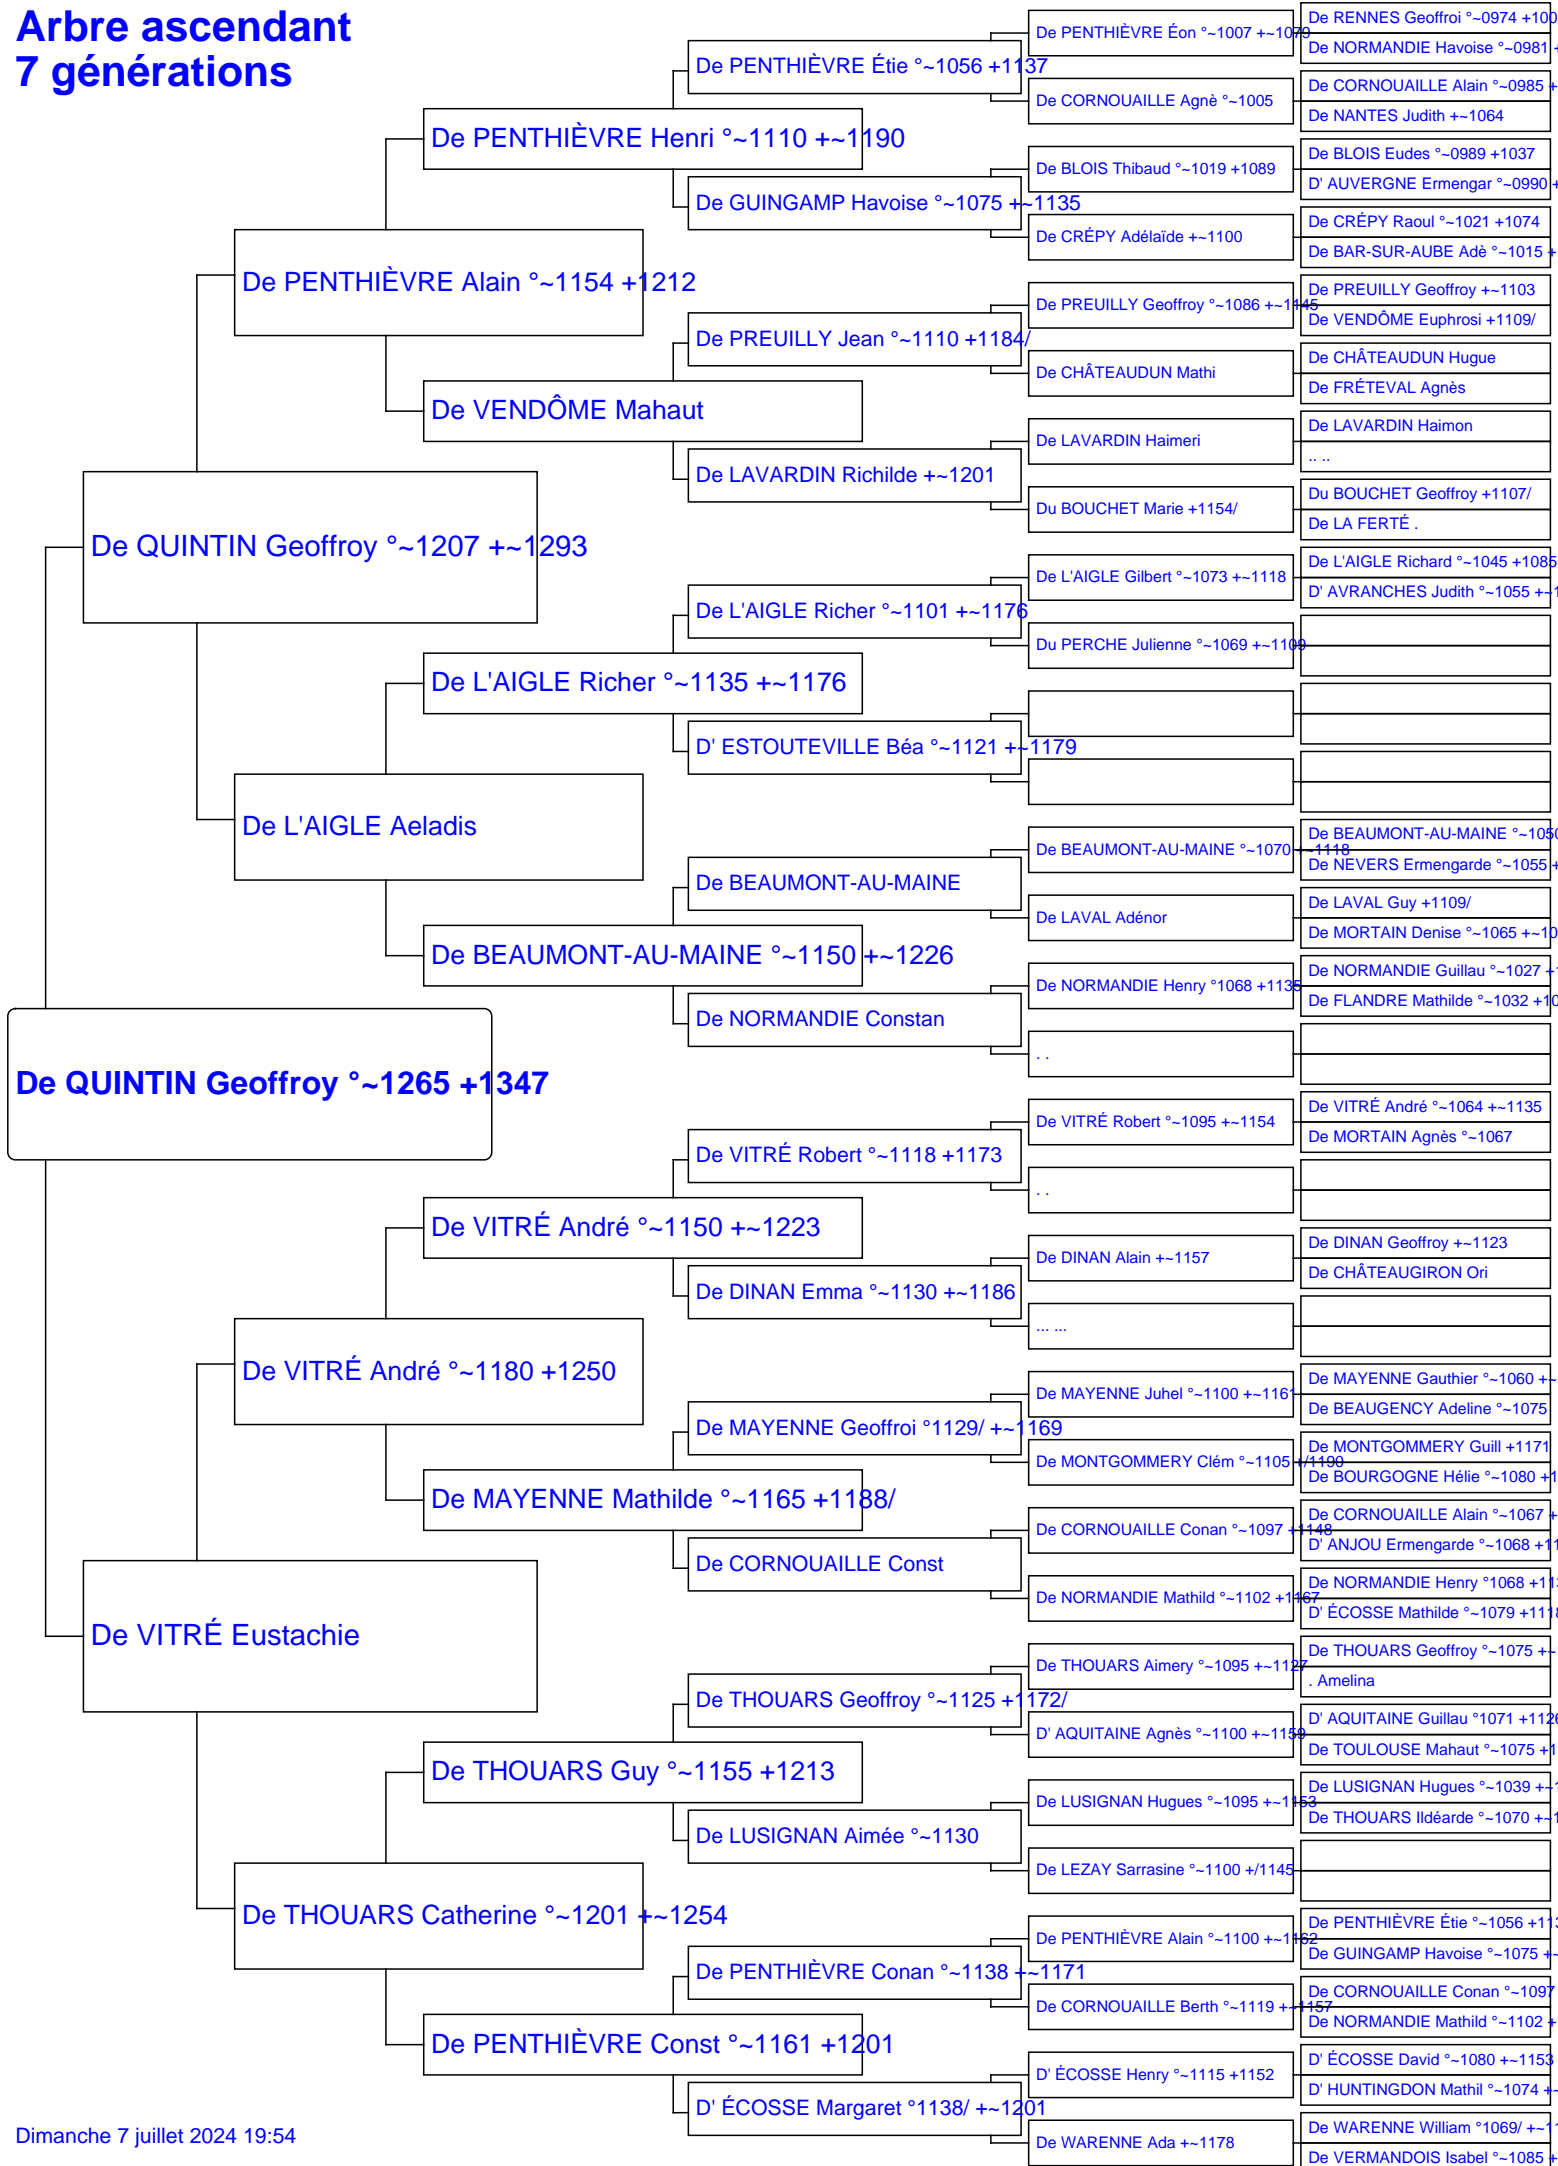 Arbre ascendant
7 générations
De QUINTIN Geoffroy °~1265 +1347
De QUINTIN Geoffroy °~1207 +~1293
De VITRÉ Eustachie
De PENTHIÈVRE Alain °~1154 +1212
De L'AIGLE Aeladis
De VITRÉ André °~1180 +1250
De THOUARS Catherine °~1201 +~1254
De PENTHIÈVRE Henri °~1110 +~1190
De VENDÔME Mahaut
De L'AIGLE Richer °~1135 +~1176
De BEAUMONT-AU-MAINE °~1150 +~1226
De VITRÉ André °~1150 +~1223
De MAYENNE Mathilde °~1165 +1188/
De THOUARS Guy °~1155 +1213
De PENTHIÈVRE Const °~1161 +1201
De PENTHIÈVRE Étie °~1056 +1137
De GUINGAMP Havoise °~1075 +~1135
De PREUILLY Jean °~1110 +1184/
De LAVARDIN Richilde +~1201
De L'AIGLE Richer °~1101 +~1176
D' ESTOUTEVILLE Béa °~1121 +~1179
De BEAUMONT-AU-MAINE
De NORMANDIE Constan
De VITRÉ Robert °~1118 +1173
De DINAN Emma °~1130 +~1186
De MAYENNE Geoffroi °1129/ +~1169
De CORNOUAILLE Const
De THOUARS Geoffroy °~1125 +1172/
De LUSIGNAN Aimée °~1130
De PENTHIÈVRE Conan °~1138 +~1171
D' ÉCOSSE Margaret °1138/ +~1201
De PENTHIÈVRE Éon °~1007 +~1079
De CORNOUAILLE Agnè °~1005
De BLOIS Thibaud °~1019 +1089
De CRÉPY Adélaïde +~1100
De PREUILLY Geoffroy °~1086 +~1145
De CHÂTEAUDUN Mathi
De LAVARDIN Haimeri
Du BOUCHET Marie +1154/
De L'AIGLE Gilbert °~1073 +~1118
Du PERCHE Julienne °~1069 +~1109
De BEAUMONT-AU-MAINE °~1070 +~1118
De LAVAL Adénor
De NORMANDIE Henry °1068 +1135
. .
De VITRÉ Robert °~1095 +~1154
. .
De DINAN Alain +~1157
... ...
De MAYENNE Juhel °~1100 +~1161
De MONTGOMMERY Clém °~1105 +/1190
De CORNOUAILLE Conan °~1097 +1148
De NORMANDIE Mathild °~1102 +1167
De THOUARS Aimery °~1095 +~1127
D' AQUITAINE Agnès °~1100 +~1159
De LUSIGNAN Hugues °~1095 +~1153
De LEZAY Sarrasine °~1100 +/1145
De PENTHIÈVRE Alain °~1100 +~1162
De CORNOUAILLE Berth °~1119 +~1157
D' ÉCOSSE Henry °~1115 +1152
De WARENNE Ada +~1178
De RENNES Geoffroi °~0974 +100
De NORMANDIE Havoise °~0981 +
De CORNOUAILLE Alain °~0985 +
De NANTES Judith +~1064
De BLOIS Eudes °~0989 +1037
D' AUVERGNE Ermengar °~0990 +
De CRÉPY Raoul °~1021 +1074
De BAR-SUR-AUBE Adè °~1015 +
De PREUILLY Geoffroy +~1103
De VENDÔME Euphrosi +1109/
De CHÂTEAUDUN Hugue
De FRÉTEVAL Agnès
De LAVARDIN Haimon
.. ..
Du BOUCHET Geoffroy +1107/
De LA FERTÉ .
De L'AIGLE Richard °~1045 +1085
D' AVRANCHES Judith °~1055 +~1
De BEAUMONT-AU-MAINE °~1050
De NEVERS Ermengarde °~1055 +
De LAVAL Guy +1109/
De MORTAIN Denise °~1065 +~10
De NORMANDIE Guillau °~1027 +1
De FLANDRE Mathilde °~1032 +10
De VITRÉ André °~1064 +~1135
De MORTAIN Agnès °~1067
De DINAN Geoffroy +~1123
De CHÂTEAUGIRON Ori
De MAYENNE Gauthier °~1060 +~
De BEAUGENCY Adeline °~1075
De MONTGOMMERY Guill +1171
De BOURGOGNE Hélie °~1080 +1
De CORNOUAILLE Alain °~1067 +
D' ANJOU Ermengarde °~1068 +11
De NORMANDIE Henry °1068 +113
D' ÉCOSSE Mathilde °~1079 +1118
De THOUARS Geoffroy °~1075 +~
. Amelina
D' AQUITAINE Guillau °1071 +1126
De TOULOUSE Mahaut °~1075 +1
De LUSIGNAN Hugues °~1039 +~1
De THOUARS Ildéarde °~1070 +~1
De PENTHIÈVRE Étie °~1056 +113
De GUINGAMP Havoise °~1075 +~
De CORNOUAILLE Conan °~1097
De NORMANDIE Mathild °~1102 +
D' ÉCOSSE David °~1080 +~1153
D' HUNTINGDON Mathil °~1074 +~
De WARENNE William °1069/ +~1
De VERMANDOIS Isabel °~1085 +
Dimanche 7 juillet 2024 19:54